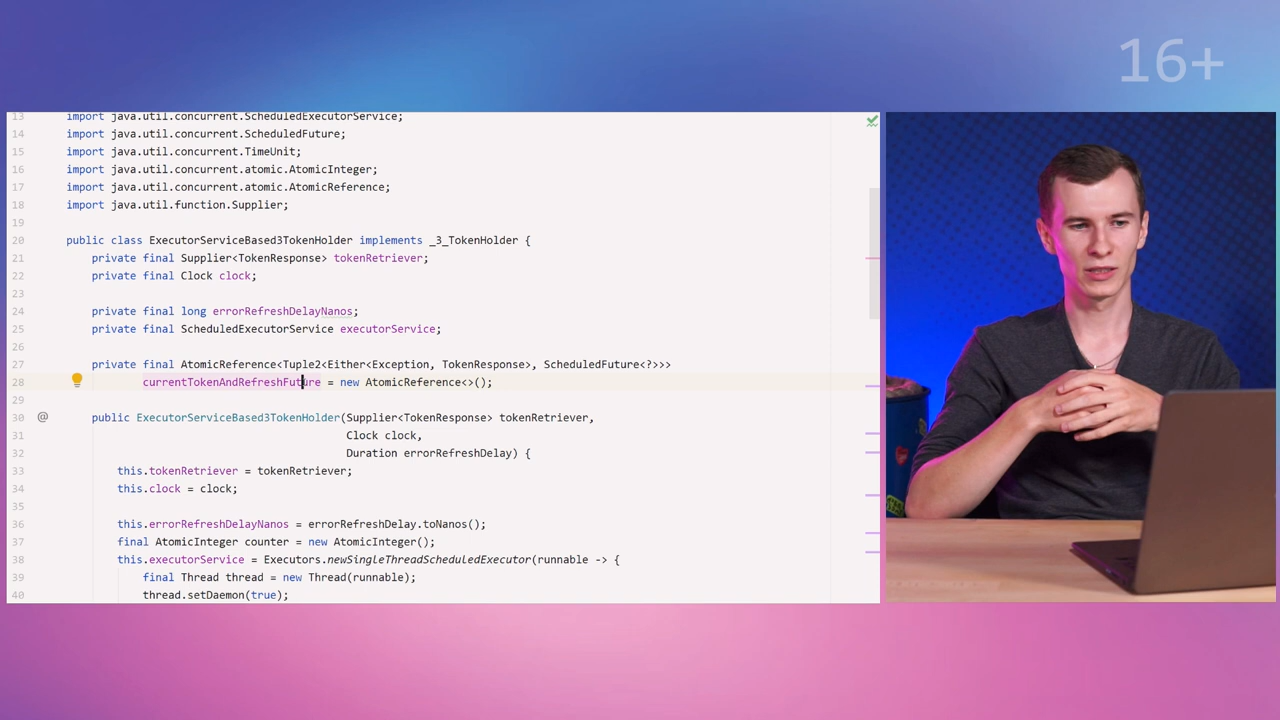 16+
13 import java.util.concurrent.ScheduledExecutorService;
14 import java.util.concurrent.ScheduledFuture;
15 import java.util.concurrent.TimeUnit;
16 import java.util.concurrent.atomic.AtomicInteger;
17 import java.util.concurrent.atomic.AtomicReference;
18 import java.util.function.Supplier;
19
20 public class ExecutorServiceBased3TokenHolder implements _3_TokenHolder {
21 private final Supplier<TokenResponse> tokenRetriever;
22 private final Clock clock;
23
24 private final long errorRefreshDelayNanos;
25 private final ScheduledExecutorService executorService;
26
27 private final AtomicReference<Tuple2<Either<Exception, TokenResponse>, ScheduledFuture<?>>>
28 currentTokenAndRefreshFuture = new AtomicReference<>();
29
30 @ public ExecutorServiceBased3TokenHolder(Supplier<TokenResponse> tokenRetriever,
31 Clock clock,
32 Duration errorRefreshDelay) {
33 this.tokenRetriever = tokenRetriever;
34 this.clock = clock;
35
36 this.errorRefreshDelayNanos = errorRefreshDelay.toNanos();
37 final AtomicInteger counter = new AtomicInteger();
38 this.executorService = Executors.newSingleThreadScheduledExecutor(runnable -> {
39 final Thread thread = new Thread(runnable);
40 thread.setDaemon(true);